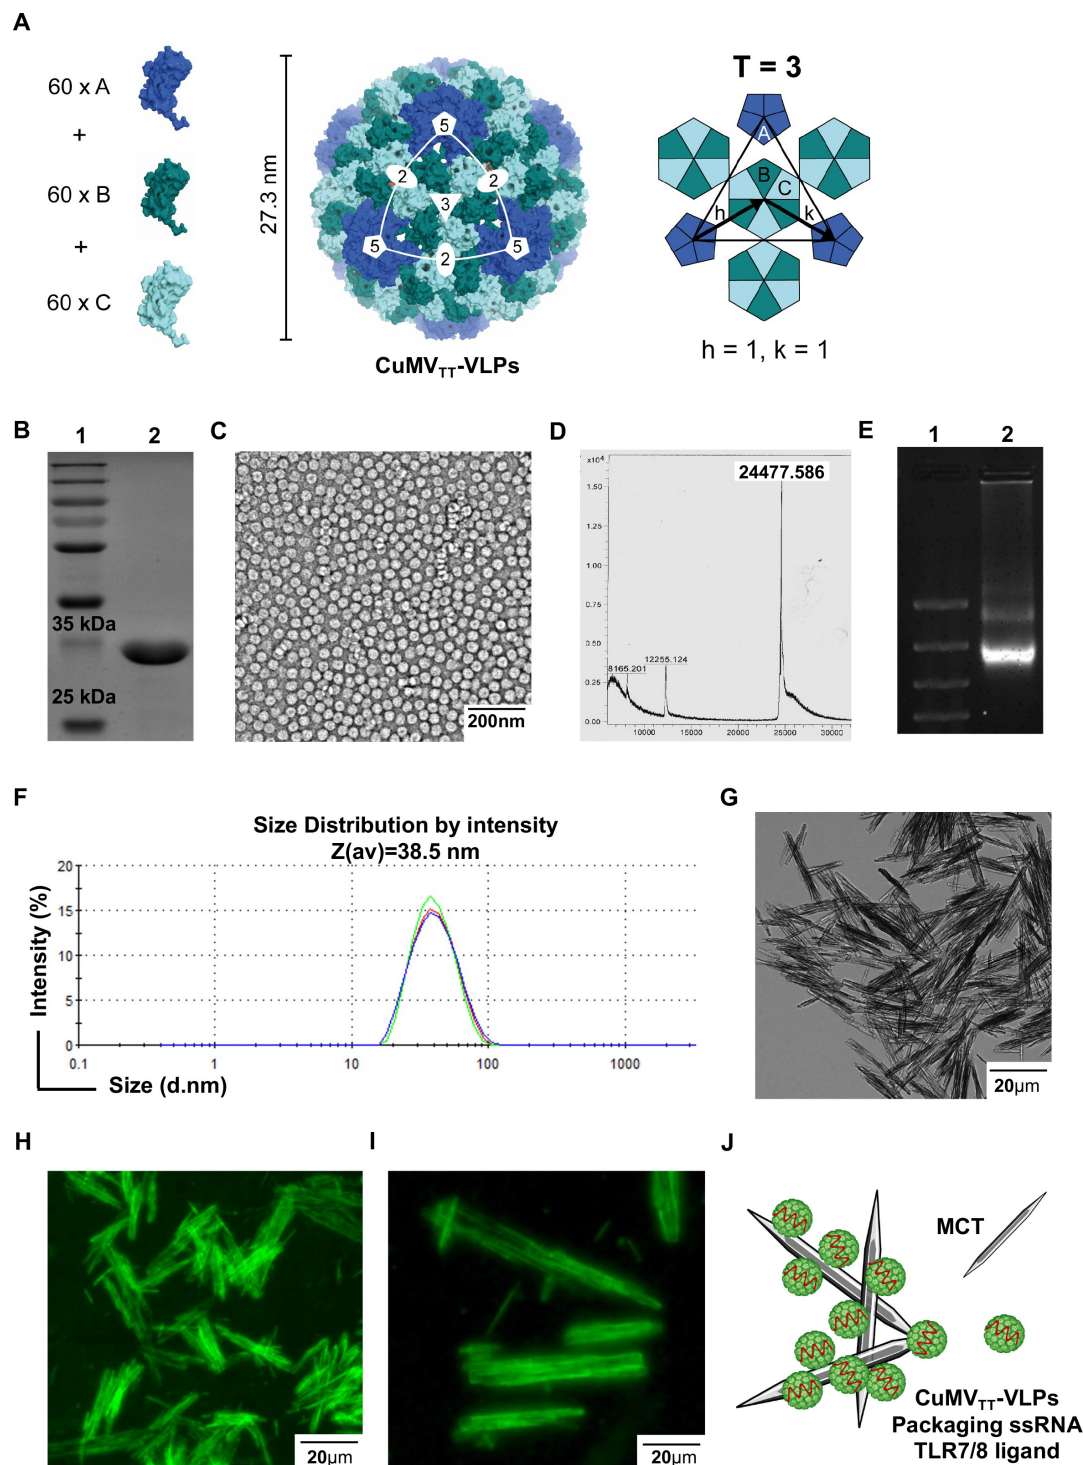 A
60 x A
+
60 x B
+
60 x C
27.3 nm
5
2
2
3
5
5
2
CuMVTT-VLPs
T = 3
A
B
C
h
k
h = 1, k = 1
B
1
2
35 kDa
25 kDa
C
200nm
D
x10⁴
24477.586
1.50
1.00
0.75
0.50
12255.124
8165.201
0.25
0.00
10000
15000
20000
25000
30000
E
1
2
F
Size Distribution by intensity
Z(av)=38.5 nm
Intensity (%)
20
15
10
5
0
0.1
1
10
100
1000
Size (d.nm)
G
20µm
H
20µm
I
20µm
J
MCT
CuMVTT-VLPs
Packaging ssRNA
TLR7/8 ligand